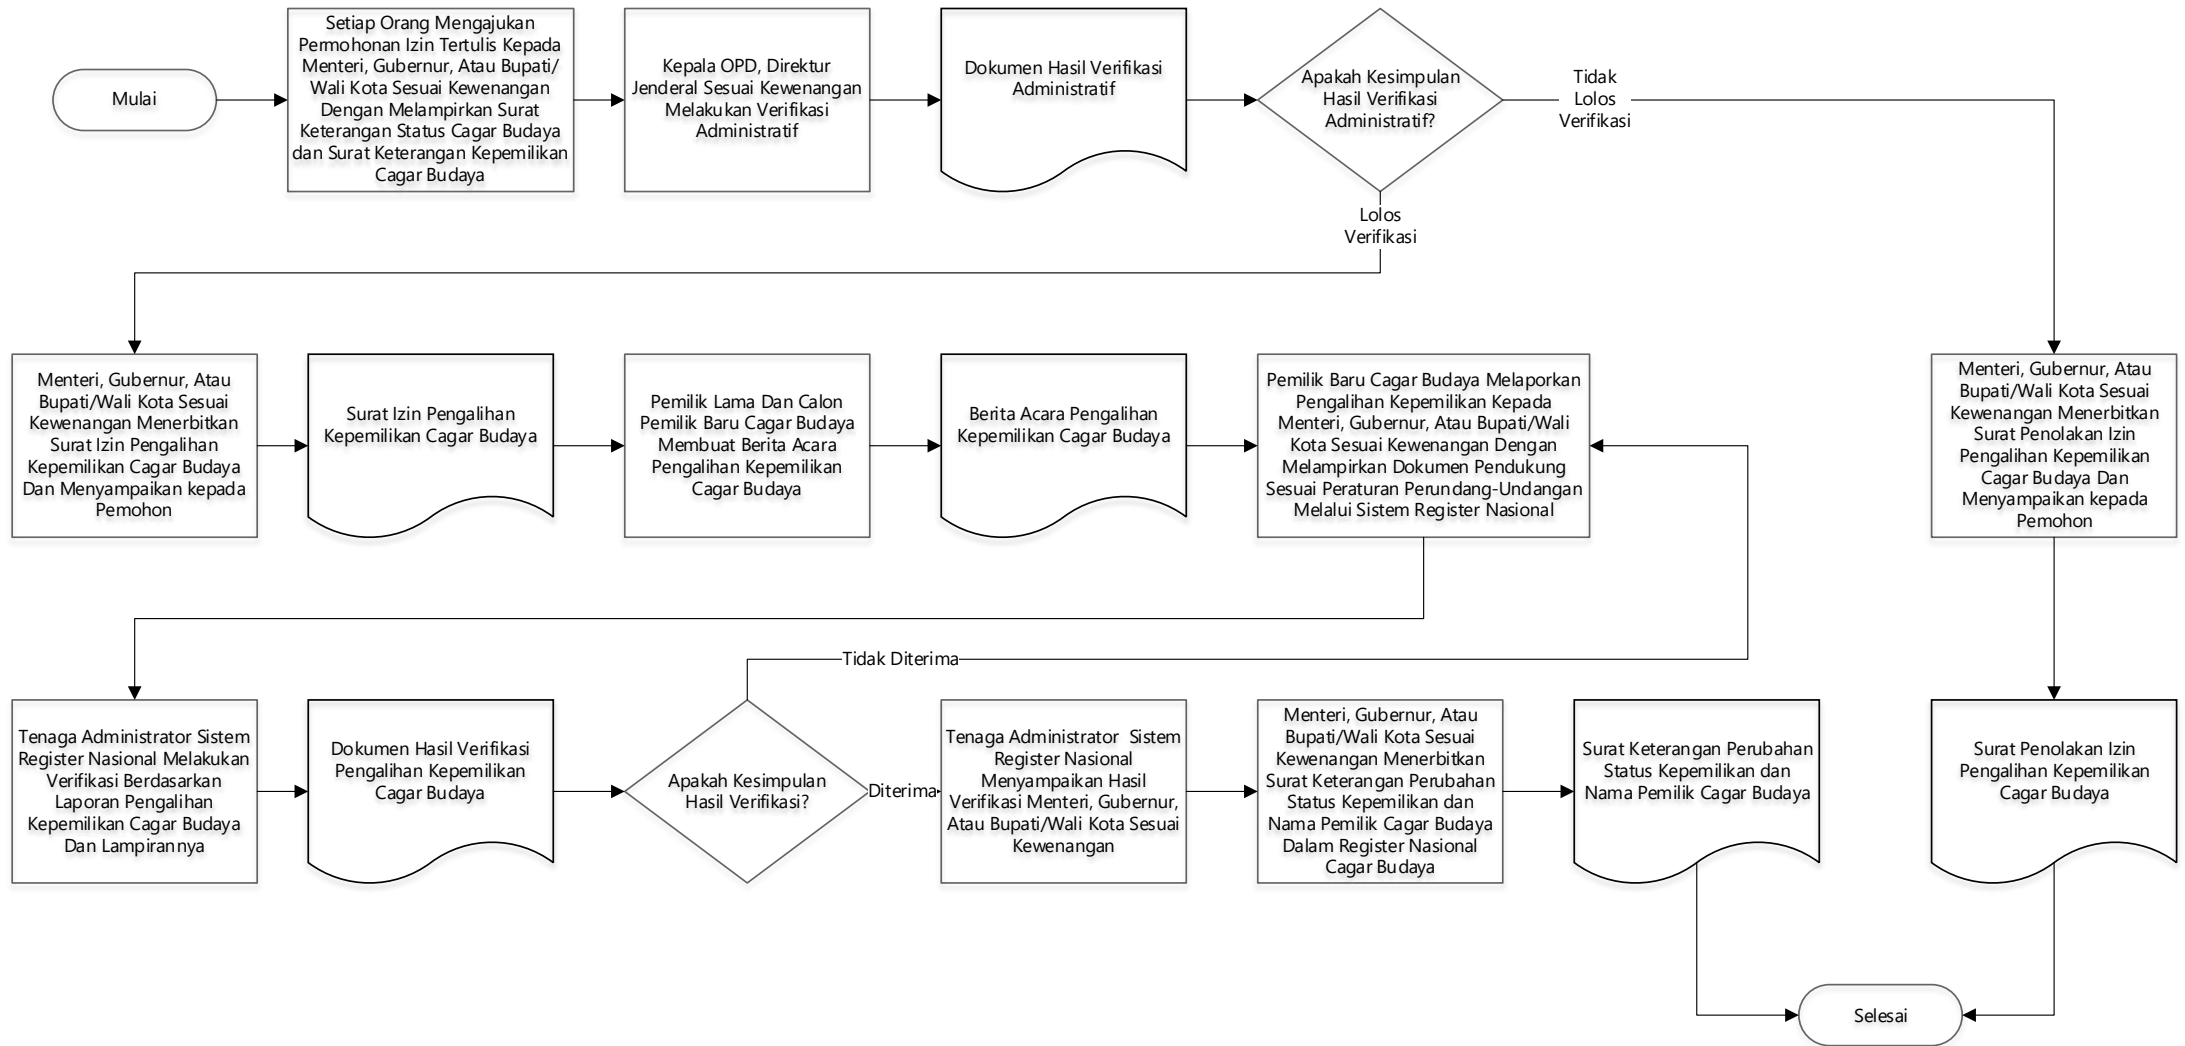 Mulai
Setiap Orang Mengajukan
Permohonan Izin Tertulis Kepada
Menteri, Gubernur, Atau Bupati/
Wali Kota Sesuai Kewenangan
Dengan Melampirkan Surat
Keterangan Status Cagar Budaya
dan Surat Keterangan Kepemilikan
Cagar Budaya
Kepala OPD, Direktur
Jenderal Sesuai Kewenangan
Melakukan Verifikasi
Administratif
Dokumen Hasil Verifikasi
Administratif
Apakah Kesimpulan
Hasil Verifikasi
Administratif?
Tidak
Lolos
Verifikasi
Lolos
Verifikasi
Menteri, Gubernur, Atau
Bupati/Wali Kota Sesuai
Kewenangan Menerbitkan
Surat Izin Pengalihan
Kepemilikan Cagar Budaya
Dan Menyampaikan kepada
Pemohon
Surat Izin Pengalihan
Kepemilikan Cagar Budaya
Pemilik Lama Dan Calon
Pemilik Baru Cagar Budaya
Membuat Berita Acara
Pengalihan Kepemilikan
Cagar Budaya
Berita Acara Pengalihan
Kepemilikan Cagar Budaya
Pemilik Baru Cagar Budaya Melaporkan
Pengalihan Kepemilikan Kepada
Menteri, Gubernur, Atau Bupati/Wali
Kota Sesuai Kewenangan Dengan
Melampirkan Dokumen Pendukung
Sesuai Peraturan Perundang-Undangan
Melalui Sistem Register Nasional
Menteri, Gubernur, Atau
Bupati/Wali Kota Sesuai
Kewenangan Menerbitkan
Surat Penolakan Izin
Pengalihan Kepemilikan
Cagar Budaya Dan
Menyampaikan kepada
Pemohon
Tidak Diterima
Tenaga Administrator Sistem
Register Nasional Melakukan
Verifikasi Berdasarkan
Laporan Pengalihan
Kepemilikan Cagar Budaya
Dan Lampirannya
Dokumen Hasil Verifikasi
Pengalihan Kepemilikan
Cagar Budaya
Apakah Kesimpulan
Hasil Verifikasi?
Diterima
Tenaga Administrator  Sistem
Register Nasional
Menyampaikan Hasil
Verifikasi Menteri, Gubernur,
Atau Bupati/Wali Kota Sesuai
Kewenangan
Menteri, Gubernur, Atau
Bupati/Wali Kota Sesuai
Kewenangan Menerbitkan
Surat Keterangan Perubahan
Status Kepemilikan dan
Nama Pemilik Cagar Budaya
Dalam Register Nasional
Cagar Budaya
Surat Keterangan Perubahan
Status Kepemilikan dan
Nama Pemilik Cagar Budaya
Surat Penolakan Izin
Pengalihan Kepemilikan
Cagar Budaya
Selesai